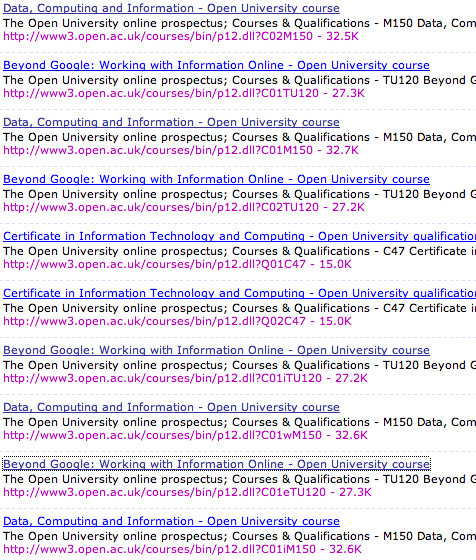 Data, Computing and Information - Open University course
The Open University online prospectus; Courses & Qualifications - M150 Data, Com
http://www3.open.ac.uk/courses/bin/p12.dll?C02M150 - 32.5K
Beyond Google: Working with Information Online - Open University course
The Open University online prospectus; Courses & Qualifications - TU120 Beyond G
http://www3.open.ac.uk/courses/bin/p12.dll?C01TU120 - 27.3K
Data, Computing and Information - Open University course
The Open University online prospectus; Courses & Qualifications - M150 Data, Com
http://www3.open.ac.uk/courses/bin/p12.dll?C01M150 - 32.7K
Beyond Google: Working with Information Online - Open University course
The Open University online prospectus; Courses & Qualifications - TU120 Beyond G
http://www3.open.ac.uk/courses/bin/p12.dll?C02TU120 - 27.2K
Certificate in Information Technology and Computing - Open University qualification
The Open University online prospectus; Courses & Qualifications - C47 Certificate in
http://www3.open.ac.uk/courses/bin/p12.dll?Q01C47 - 15.0K
Certificate in Information Technology and Computing - Open University qualification
The Open University online prospectus; Courses & Qualifications - C47 Certificate in
http://www3.open.ac.uk/courses/bin/p12.dll?Q02C47 - 15.0K
Beyond Google: Working with Information Online - Open University course
The Open University online prospectus; Courses & Qualifications - TU120 Beyond G
http://www3.open.ac.uk/courses/bin/p12.dll?C01iTU120 - 27.2K
Data, Computing and Information - Open University course
The Open University online prospectus; Courses & Qualifications - M150 Data, Com
http://www3.open.ac.uk/courses/bin/p12.dll?C01wM150 - 32.6K
Beyond Google: Working with Information Online - Open University course
The Open University online prospectus; Courses & Qualifications - TU120 Beyond G
http://www3.open.ac.uk/courses/bin/p12.dll?C01eTU120 - 27.3K
Data, Computing and Information - Open University course
The Open University online prospectus; Courses & Qualifications - M150 Data, Com
http://www3.open.ac.uk/courses/bin/p12.dll?C01iM150 - 32.6K